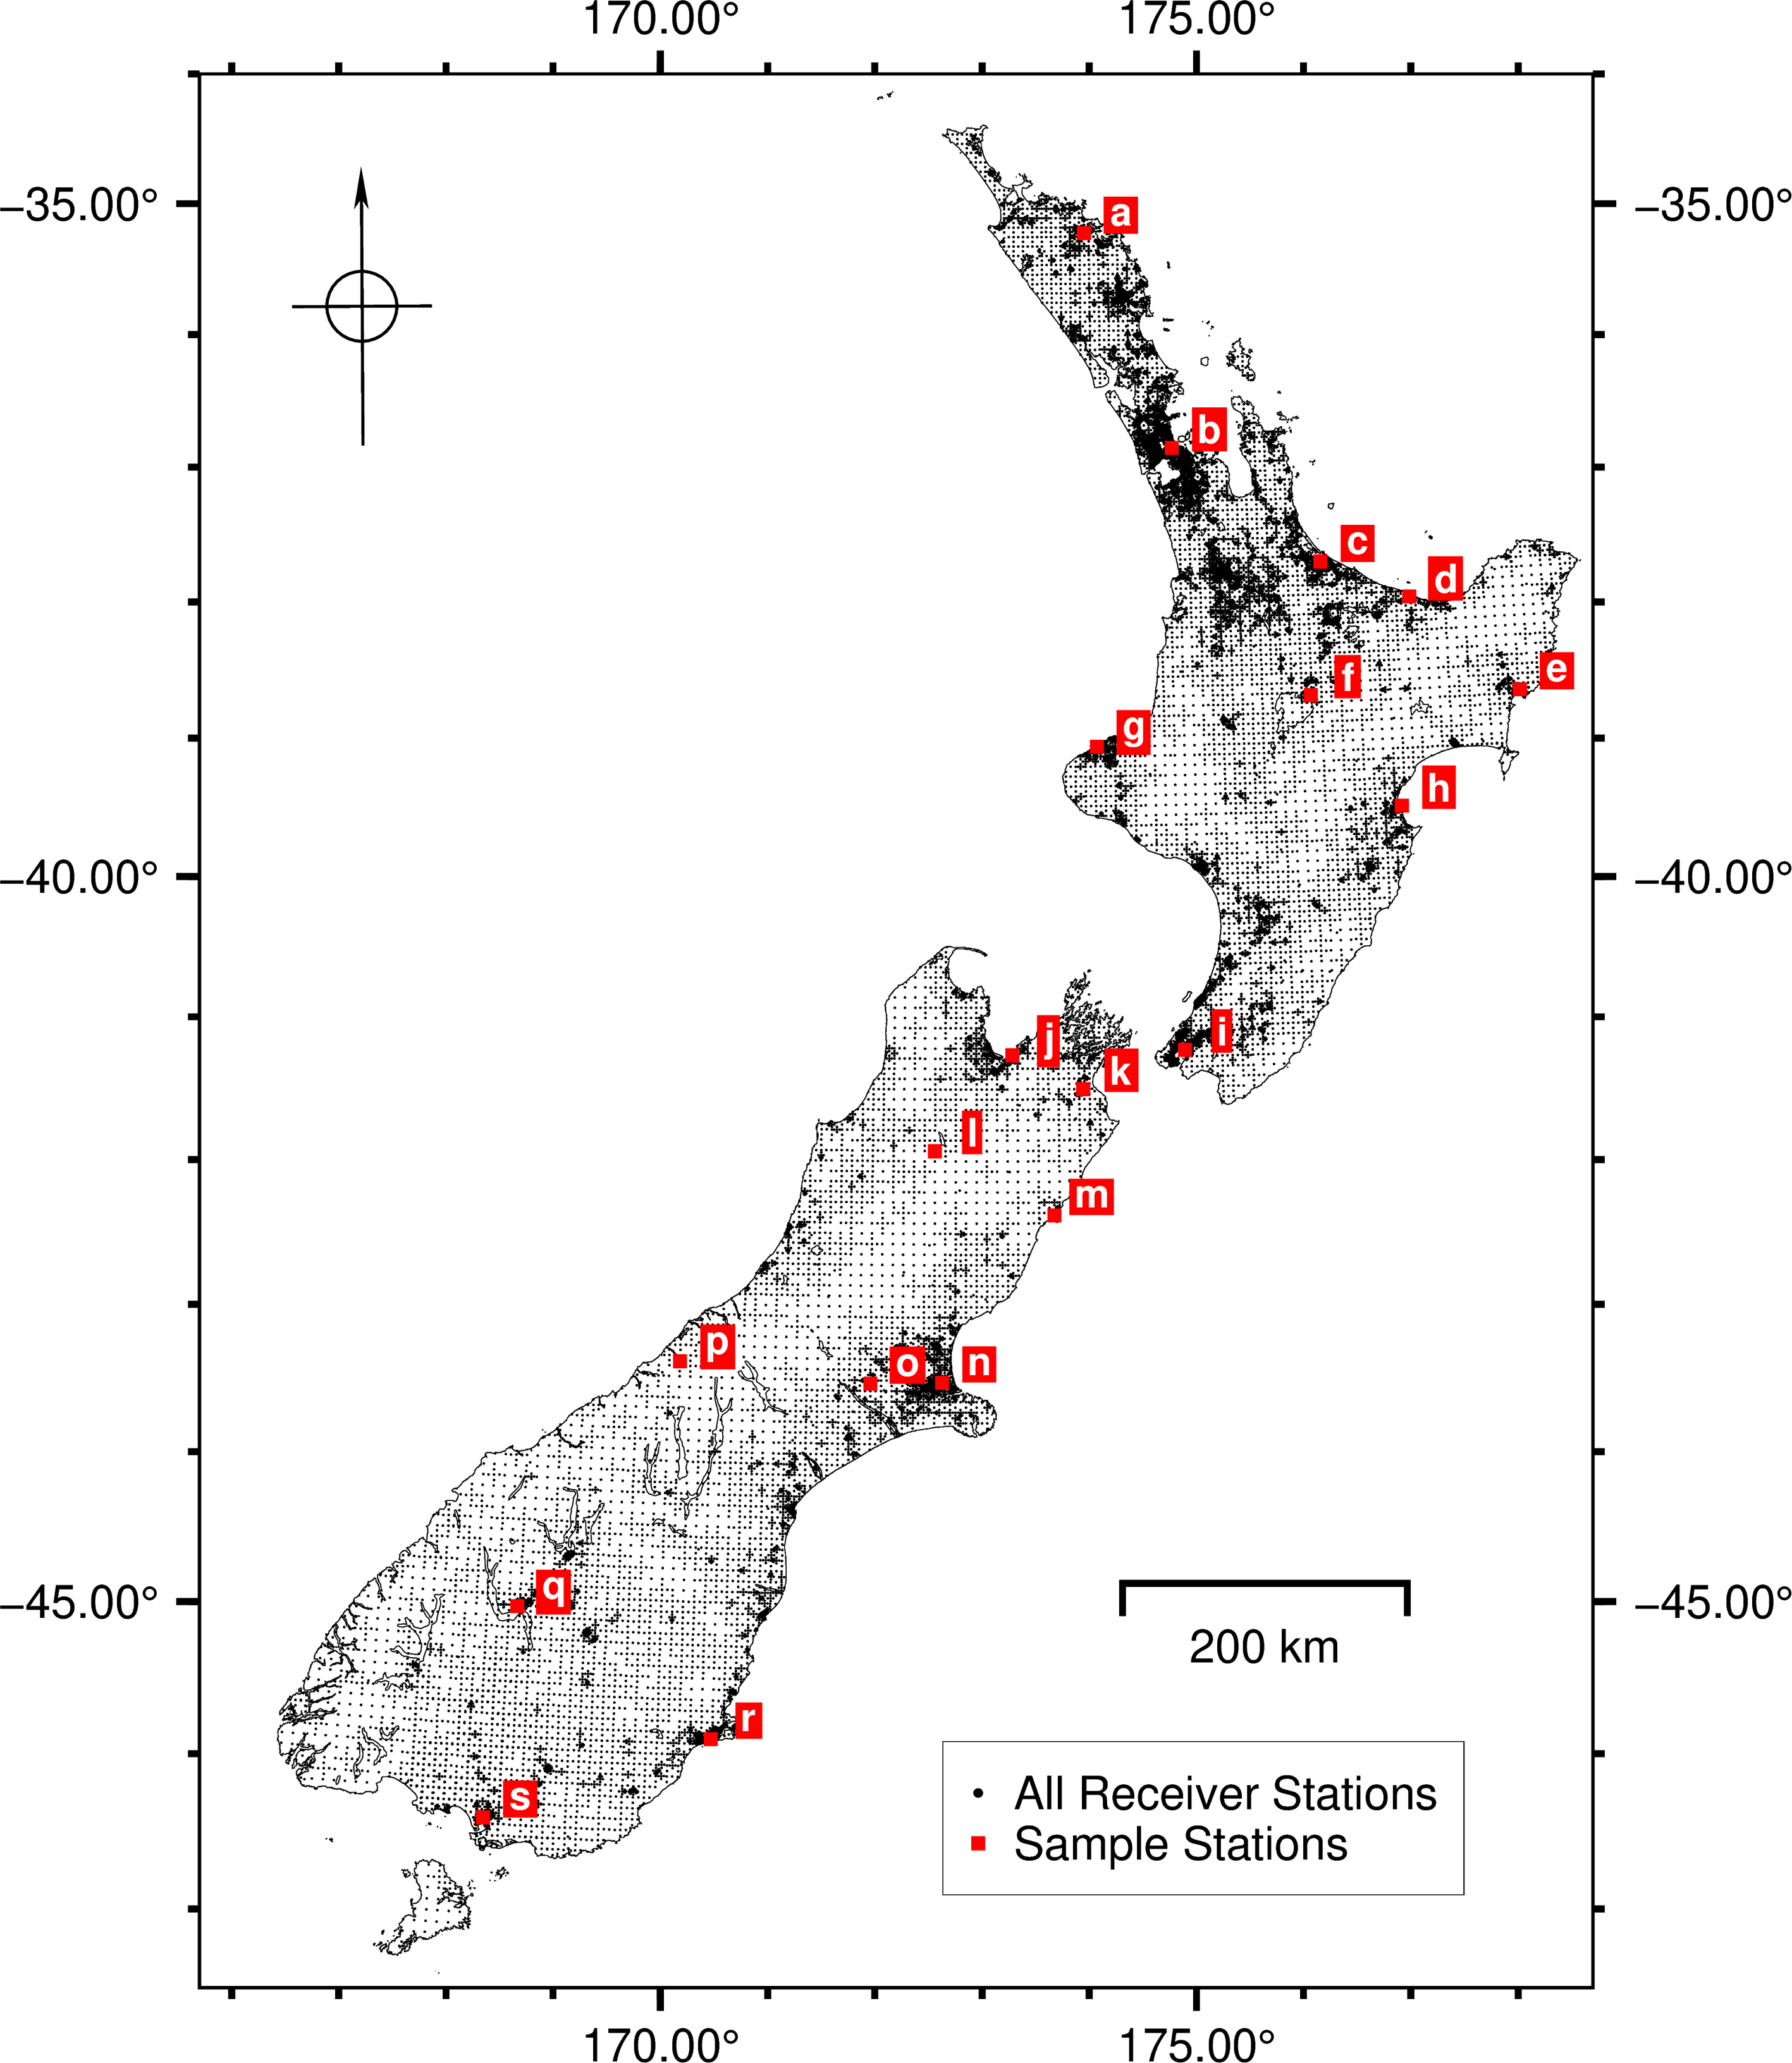 170.00° 175.00°
−35.00° −35.00°
a
b
c
d
e
f
g
h
−40.00° −40.00°
i
j
k
l
m
n
o
p
q
−45.00° −45.00°
200 km
r
s
All Receiver Stations
Sample Stations
170.00° 175.00°